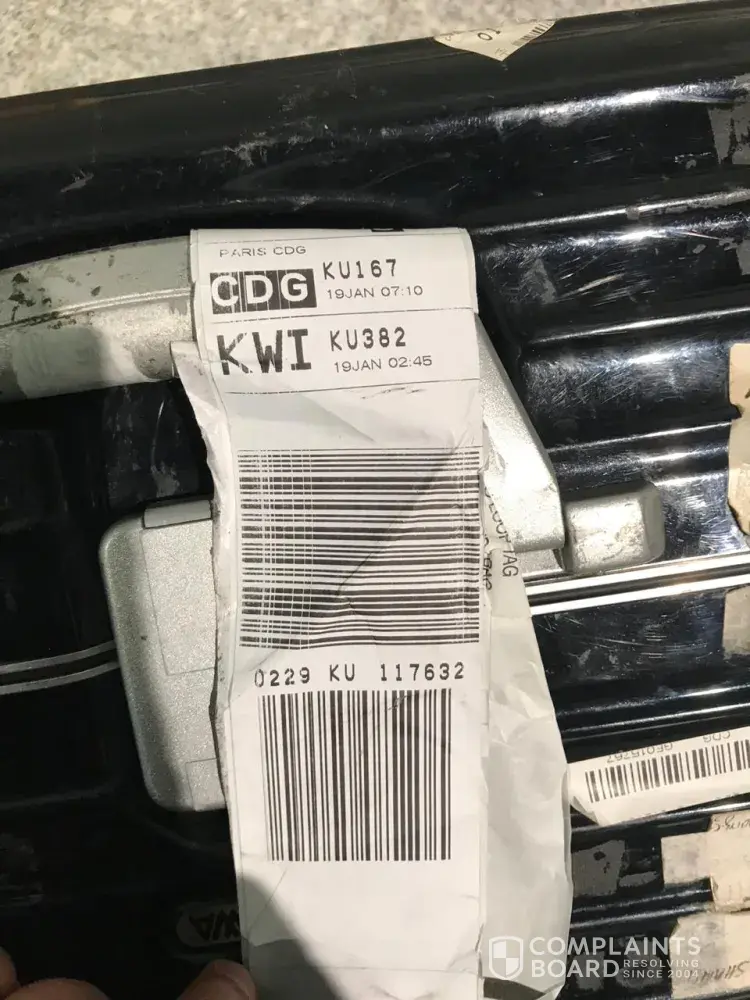 PARIS CDG
CDG KU167
19JAN 07:10
KWI KU382
19JAN 02:45
0229 KU 117632
CDG
GE015767
COMPLAINTS
BOARD RESOLVING
SINCE 2004